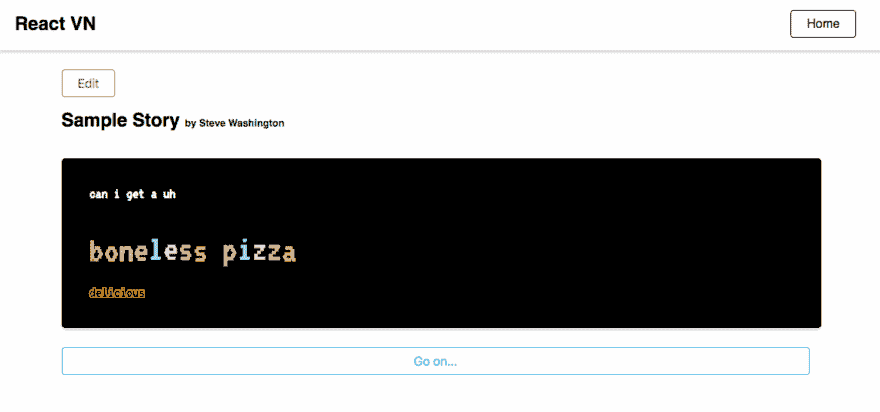 React VN
Home
Edit
Sample Story by Steve Washington
can i get a uh
boneless pizza
delicious
Go on...